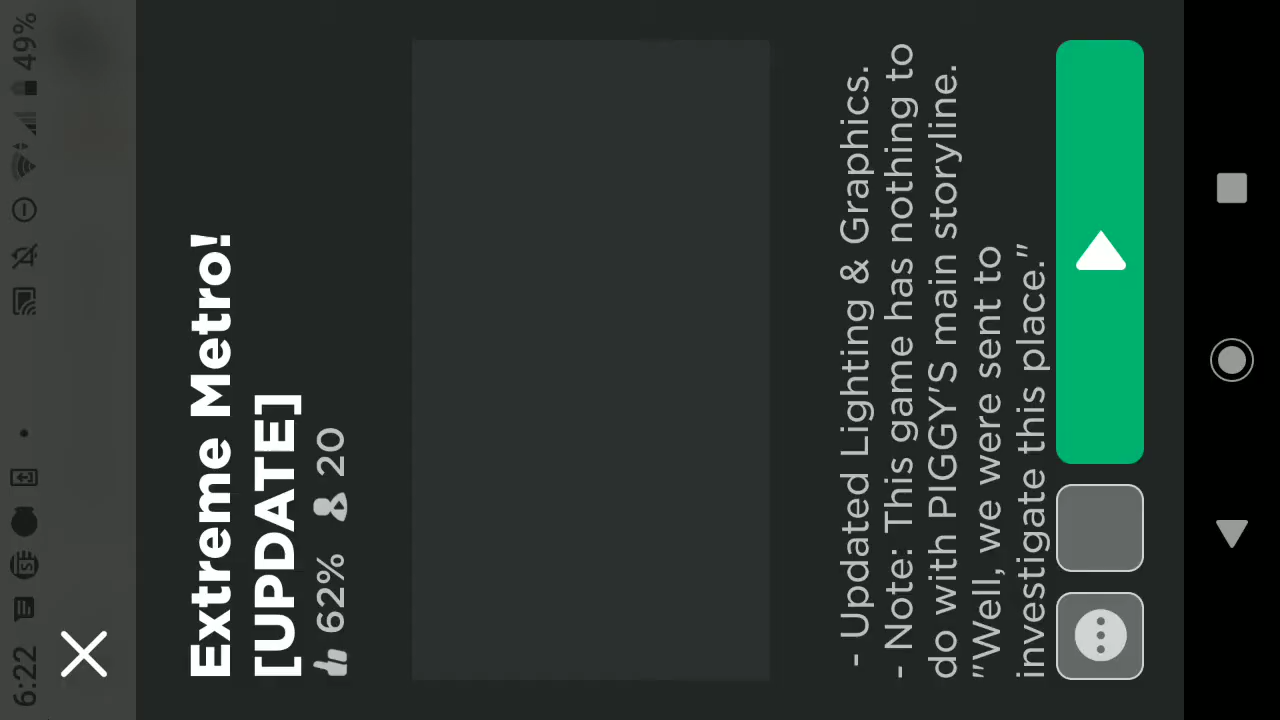 6:22
49%
Extreme Metro!
[UPDATE]
62% 20
- Updated Lighting & Graphics.
- Note: This game has nothing to
do with PIGGY'S main storyline.
"Well, we were sent to
investigate this place."